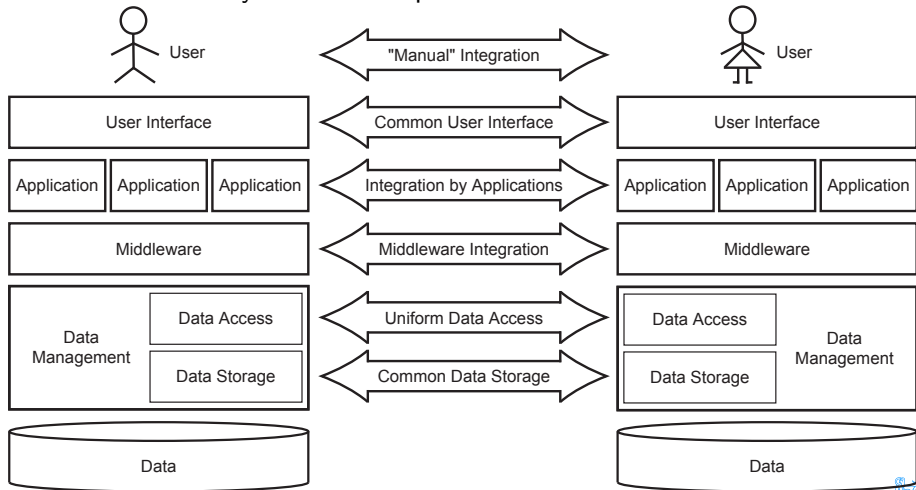 User
"Manual" Integration
User
User Interface
Common User Interface
User Interface
Application
Application
Application
Integration by Applications
Application
Application
Application
Middleware
Middleware Integration
Middleware
Data
Management
Data Access
Data Storage
Uniform Data Access
Common Data Storage
Data Access
Data Storage
Data
Management
Data
Data